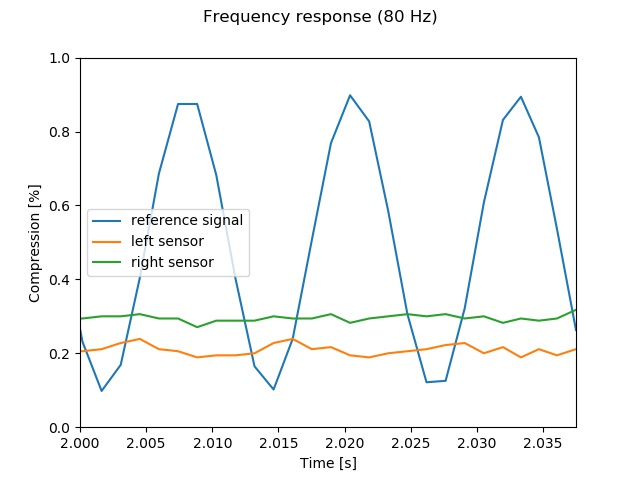 Frequency response (80 Hz)
1.0
0.8
0.6
0.4
0.2
0.0
Compression [%]
reference signal
left sensor
right sensor
2.000 2.005 2.010 2.015 2.020 2.025 2.030 2.035
Time [s]